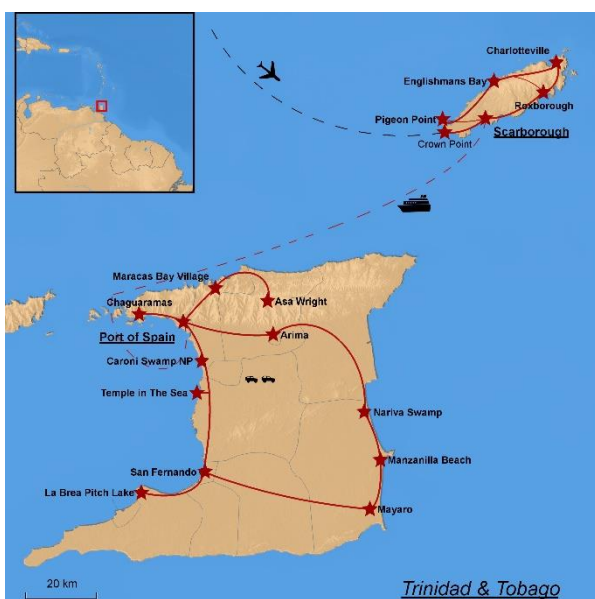 Charlotteville
Englishmans Bay
Roxborough
Pigeon Point
Scarborough
Crown Point
Maracas Bay Village
Chaguaramas
Asa Wright
Port of Spain
Arima
Caroni Swamp NP
Temple in The Sea
Nariva Swamp
Manzanilla Beach
San Fernando
La Brea Pitch Lake
Mayaro
20 km
Trinidad & Tobago